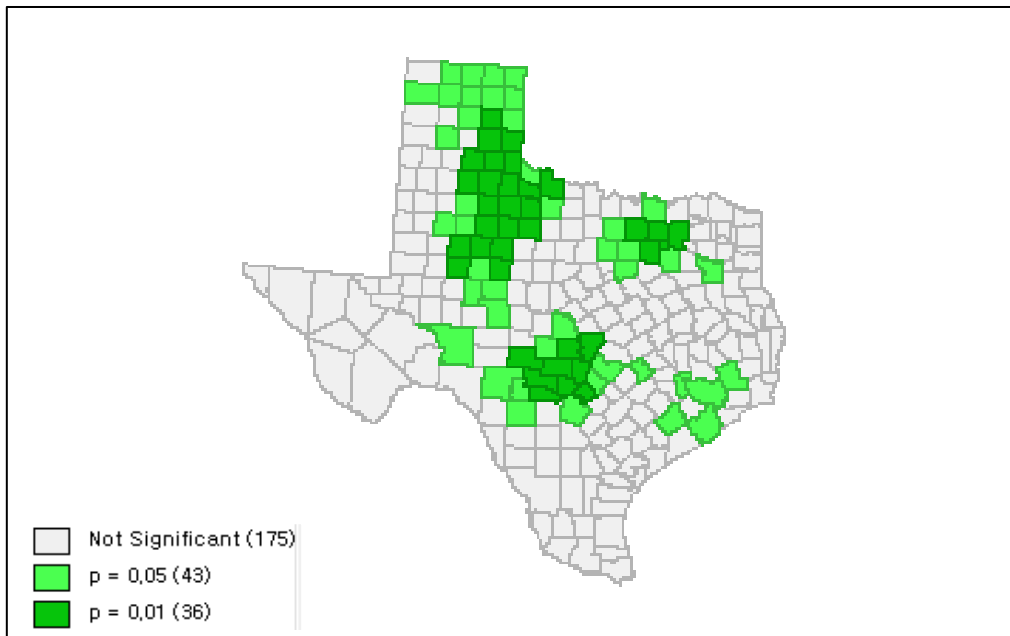 Not Significant (175)
p = 0,05 (43)
p = 0,01 (36)